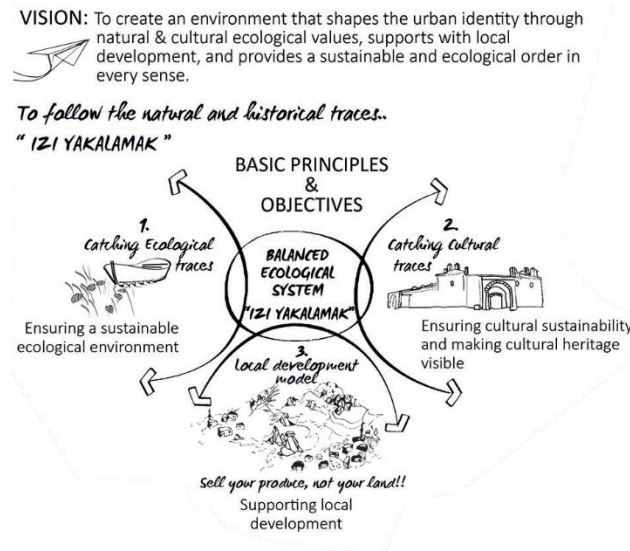 VISION: To create an environment that shapes the urban identity through
natural & cultural ecological values, supports with local
development, and provides a sustainable and ecological order in
every sense.
To follow the natural and historical traces..
" IZI YAKALAMAK "
BASIC PRINCIPLES
&
OBJECTIVES
1.
Catching Ecological
traces
Ensuring a sustainable
ecological environment
BALANCED
ECOLOGICAL
SYSTEM
"IZI YAKALAMAK"
2
Catching Cultural
traces
Ensuring cultural sustainability
and making cultural heritage
visible
3.
Local development
model
Sell your produce, not your land!!
Supporting local
development